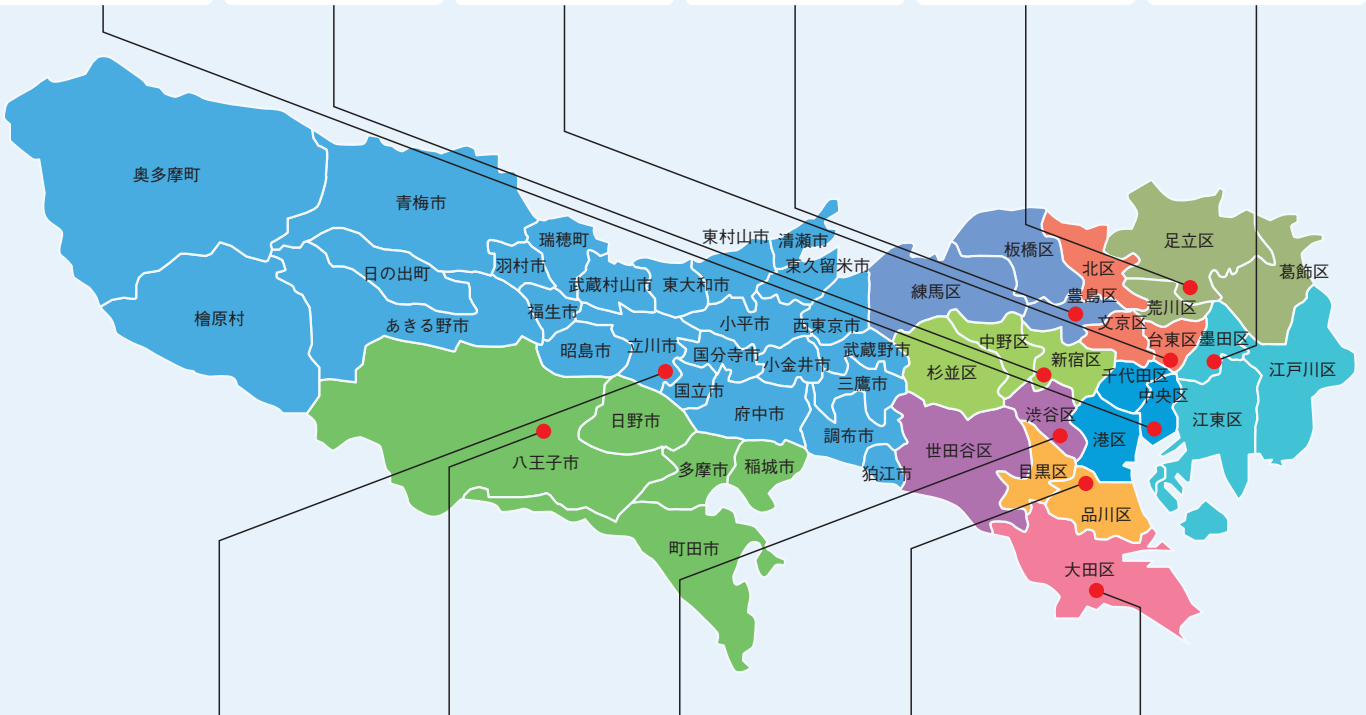 奥多摩町
青梅市
瑞穂町
羽村市
日の出町
檜原村
あきる野市
福生市
武蔵村山市
東大和市
東村山市
清瀬市
東久留米市
昭島市
立川市
小平市
西東京市
国分寺市
小金井市
武蔵野市
国立市
三鷹市
日野市
府中市
調布市
狛江市
八王子市
多摩市
稲城市
町田市
板橋区
練馬区
北区
足立区
葛飾区
豊島区
荒川区
文京区
台東区
墨田区
中野区
新宿区
杉並区
千代田区
中央区
江戸川区
江東区
渋谷区
港区
世田谷区
目黒区
品川区
大田区